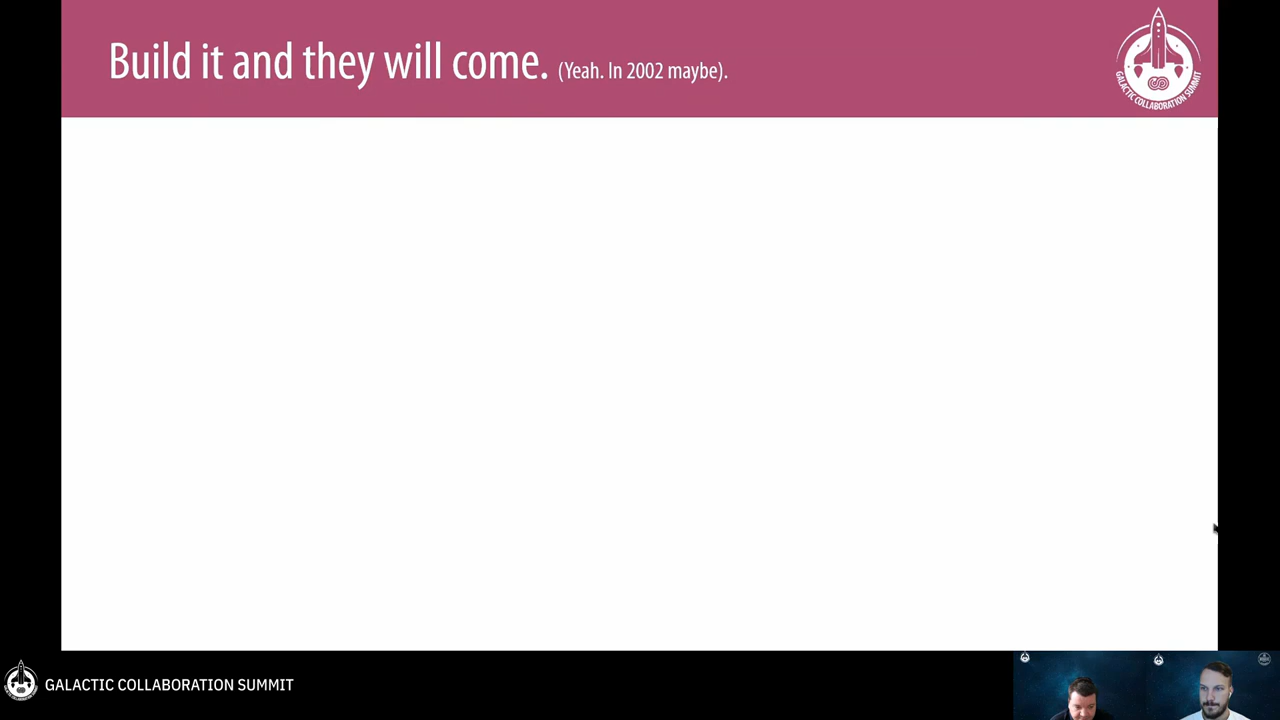 Build it and they will come. (Yeah. In 2002 maybe).
GALACTIC COLLABORATION SUMMIT
GALACTIC COLLABORATION SUMMIT